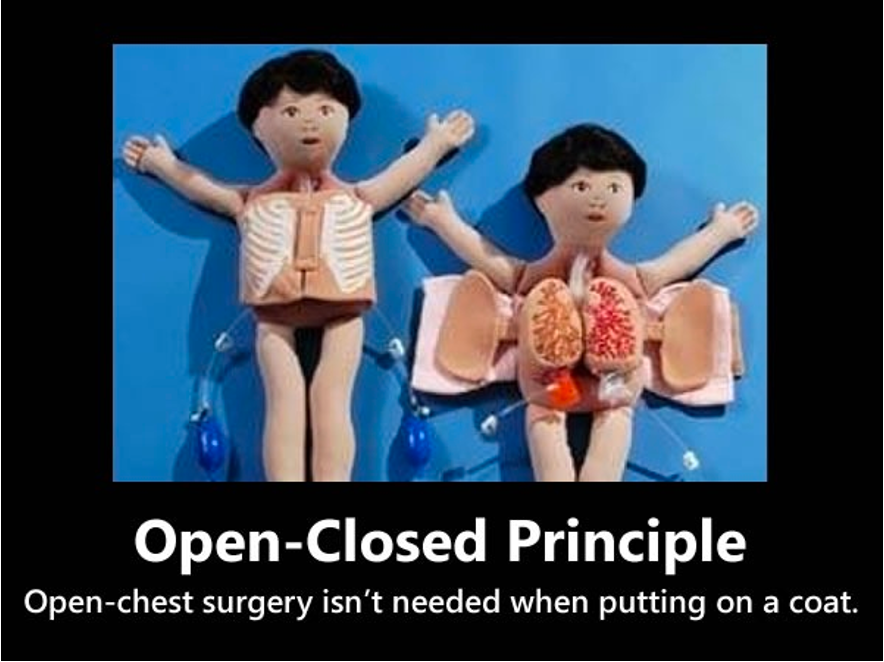 Open-Closed Principle
Open-chest surgery isn’t needed when putting on a coat.